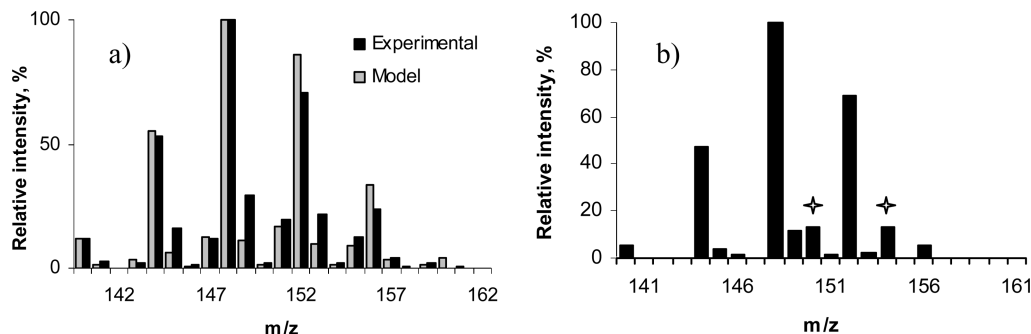 a)
Experimental
Model
Relative intensity, %
100
50
0
142 147 152 157 162
m/z
b)
Relative intensity, %
100
80
60
40
20
0
141 146 151 156 161
m/z